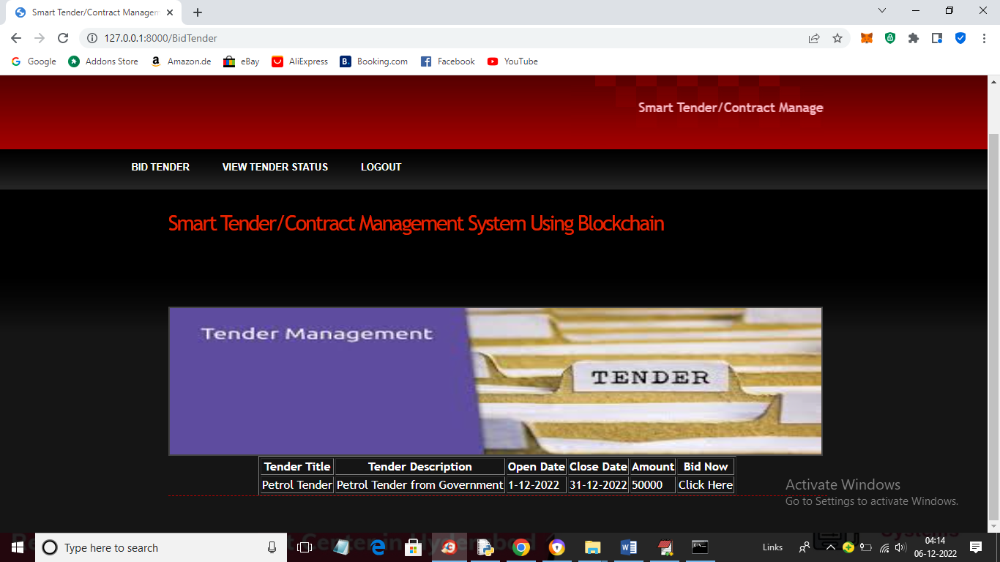 Smart Tender/Contract Managem
127.0.0.1:8000/BidTender
Google Addons Store Amazon.de eBay AliExpress Booking.com Facebook YouTube
Smart Tender/Contract Manage
BID TENDER VIEW TENDER STATUS LOGOUT
Smart Tender/Contract Management System Using Blockchain
Tender Management
TENDER
Tender Title Tender Description Open Date Close Date Amount Bid Now
Petrol Tender Petrol Tender from Government 1-12-2022 31-12-2022 50000 Click Here
Activate Windows
Go to Settings to activate Windows.
Type here to search
Links
04:14
06-12-2022